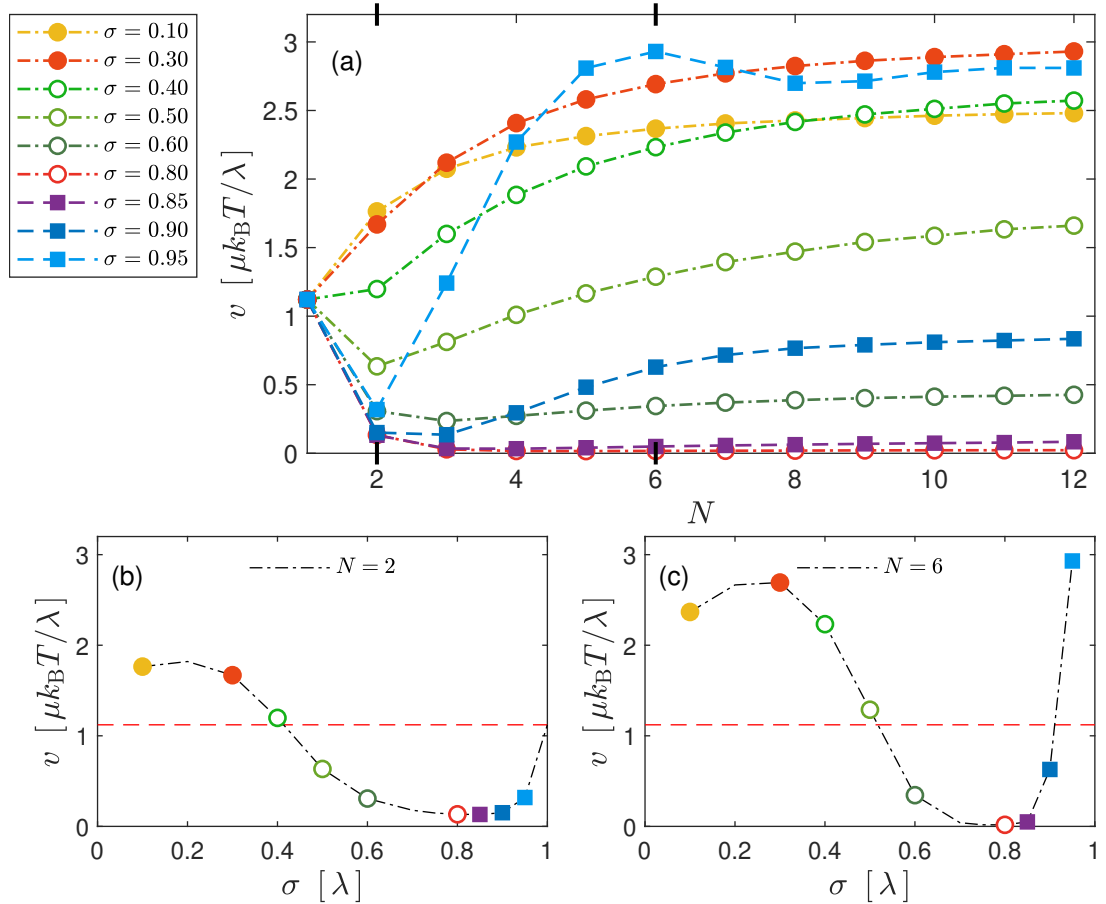 σ = 0.10
σ = 0.30
σ = 0.40
σ = 0.50
σ = 0.60
σ = 0.80
σ = 0.85
σ = 0.90
σ = 0.95
(a)
3
2.5
2
1.5
1
0.5
0
v [ μk_BT/λ]
2 4 6 8 10 12
N
(b)
N = 2
3
2
1
0
v [ μk_BT/λ]
0 0.2 0.4 0.6 0.8 1
σ [λ]
(c)
N = 6
3
2
1
0
v [ μk_BT/λ]
0 0.2 0.4 0.6 0.8 1
σ [λ]